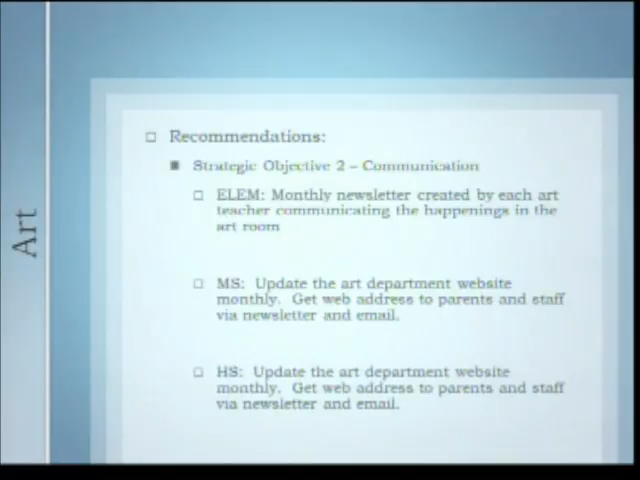 Art
Recommendations:
Strategic Objective 2 – Communication
ELEM: Monthly newsletter created by each art
teacher communicating the happenings in the
art room
MS: Update the art department website
monthly. Get web address to parents and staff
via newsletter and email.
HS: Update the art department website
monthly. Get web address to parents and staff
via newsletter and email.